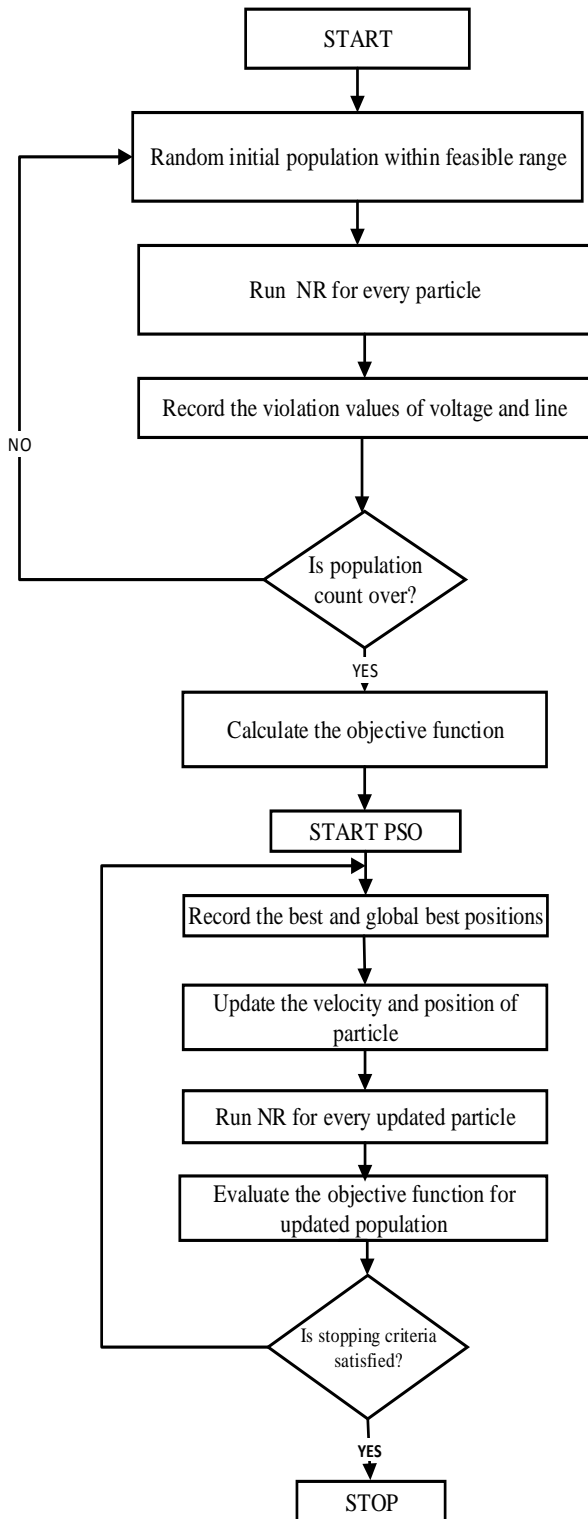 START
Random initial population within feasible range
Run NR for every particle
Record the violation values of voltage and line
NO
Is population
count over?
YES
Calculate the objective function
START PSO
Record the best and global best positions
Update the velocity and position of
particle
Run NR for every updated particle
Evaluate the objective function for
updated population
Is stopping criteria
satisfied?
YES
STOP